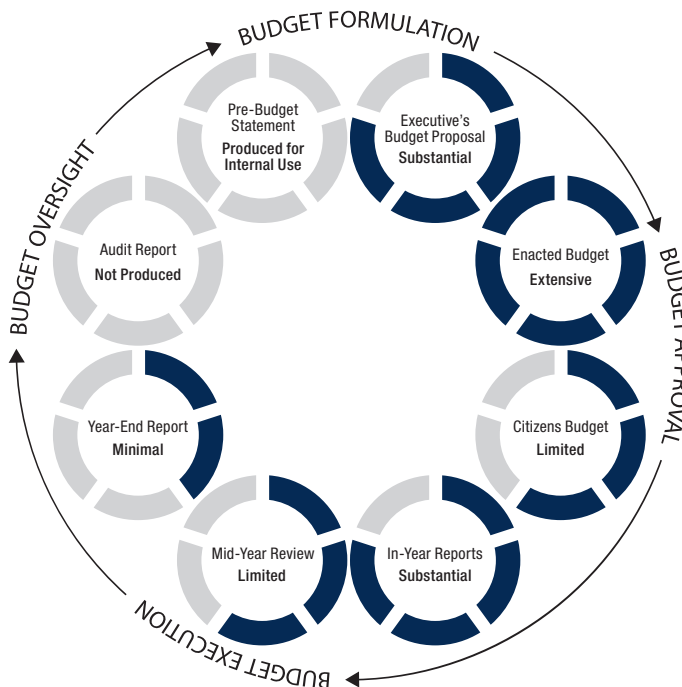 BUDGET FORMULATION
Pre-Budget
Statement
Produced for
Internal Use
Executive's
Budget Proposal
Substantial
Enacted Budget
Extensive
BUDGET APPROVAL
Citizens Budget
Limited
In-Year Reports
Substantial
Mid-Year Review
Limited
BUDGET EXECUTION
Year-End Report
Minimal
Audit Report
Not Produced
BUDGET OVERSIGHT